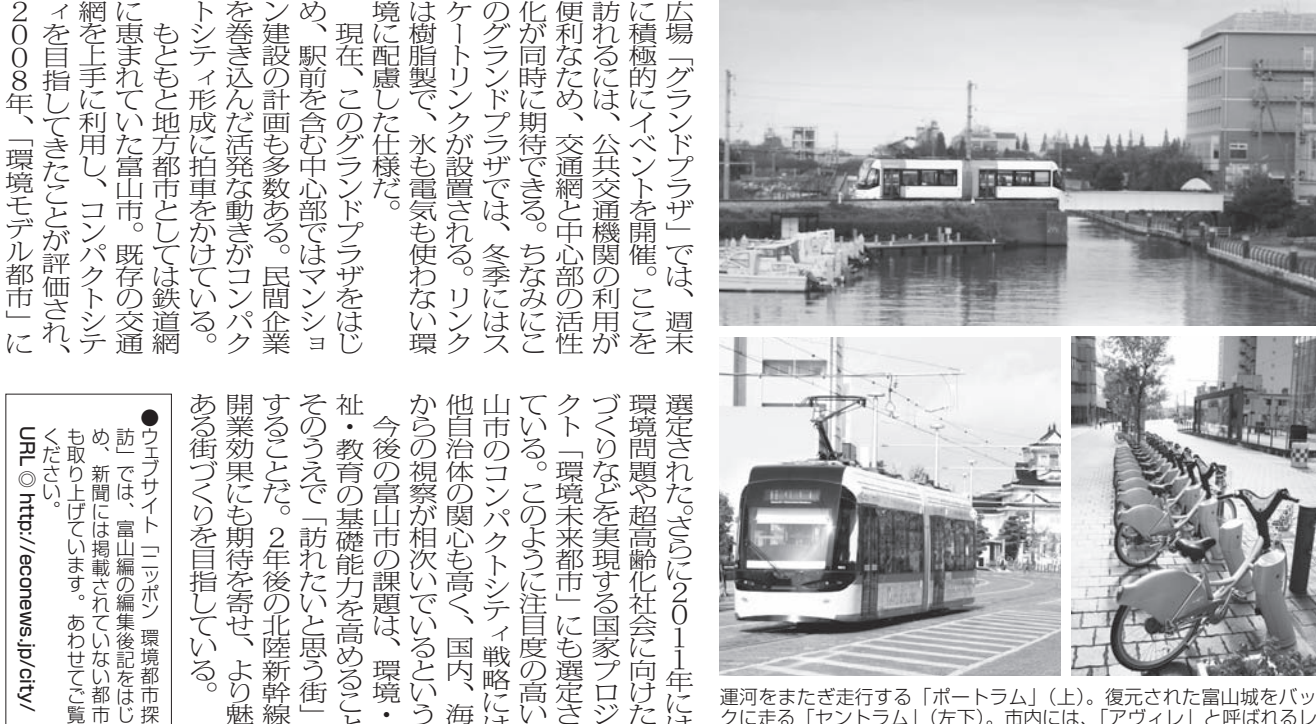 広場「グランドプラザ」では、週末
に積極的にイベントを開催。ここを
訪れるには、公共交通機関の利用が
便利なため、交通網と中心部の活性
化が同時に期待できる。ちなみにこ
のグランドプラザでは、冬季にはス
ケートリンクが設置される。リンク
は樹脂製で、氷も電気も使わない環
境に配慮した仕様だ。
現在、このグランドプラザをはじ
め、駅前を含む中心部ではマンショ
ン建設の計画も多数ある。民間企業
を巻き込んだ活発な動きがコンパク
トシティ形成に拍車をかけている。
もともと地方都市としては鉄道網
に恵まれていた富山市。既存の交通
網を上手に利用し、コンパクトシテ
ィを目指してきたことが評価され、
2008年、「環境モデル都市」に
選定された。さらに2011年には
環境問題や超高齢化社会に向けた
づくりなどを実現する国家プロジ
クト「環境未来都市」にも選定さ
ている。このように注目度の高い
山市のコンパクトシティ戦略には
他自治体の関心も高く、国内、海
からの視察が相次いでいるという
今後の富山市の課題は、環境・
祉・教育の基礎能力を高めること
そのうえで「訪れたいと思う街」
することだ。2年後の北陸新幹線
開業効果にも期待を寄せ、より魅
ある街づくりを目指している。
●ウェブサイト「ニッポン 環境都市探
訪」では、富山編の編集後記をはじ
め、新聞には掲載されていない都市
も取り上げています。あわせてご覧
ください。
URL◎http://econews.jp/city/
運河をまたぎ走行する「ポートラム」(上)。復元された富山城をバッ
クに走る「セントラム」(左下)。市内には、「アヴィレ」と呼ばれるレ